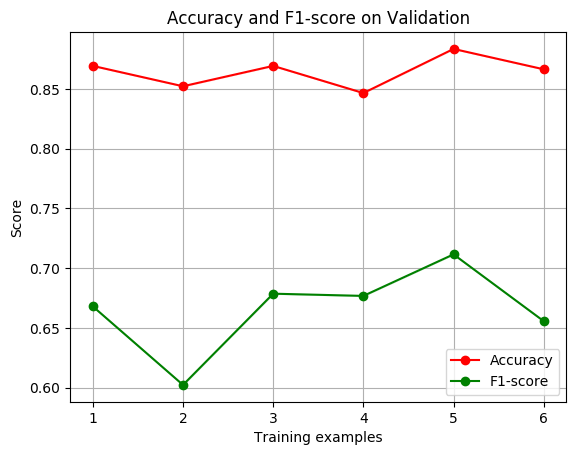 Accuracy and F1-score on Validation
Score
0.85
0.80
0.75
0.70
0.65
0.60
1 2 3 4 5 6
Training examples
Accuracy
F1-score